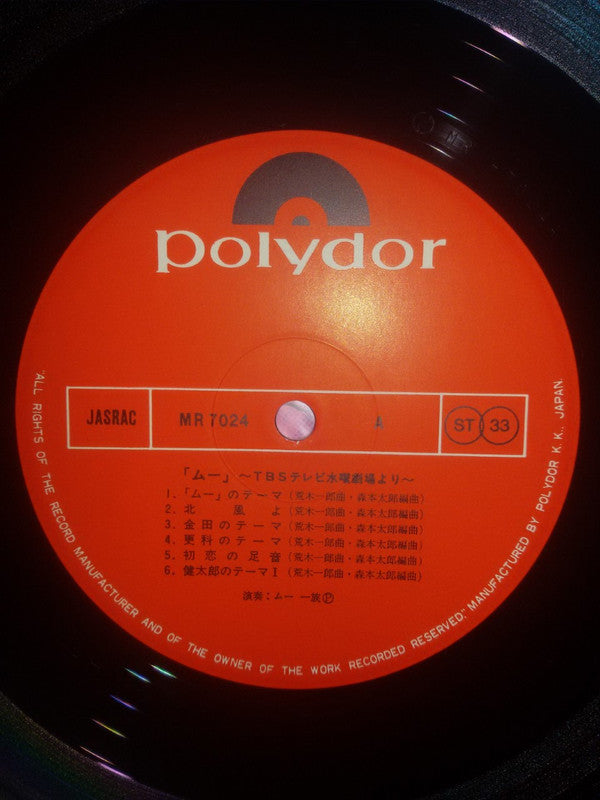 polydor
JASRAC
MR 7024
A
ST 33
「ムー」 〜TBSテレビ水曜劇場より〜
1. 「ムー」のテーマ (荒木一郎曲・森本太郎編曲)
2. 北風よ (荒木一郎曲・森本太郎編曲)
3. 金田のテーマ (荒木一郎曲・森本太郎編曲)
4. 更科のテーマ (荒木一郎曲・森本太郎編曲)
5. 初恋の足音 (荒木一郎曲・森本太郎編曲)
6. 健太郎のテーマ I (荒木一郎曲・森本太郎編曲)
演奏:ムー 一族 Ⓟ
"ALL RIGHTS OF THE RECORD MANUFACTURER AND OF THE OWNER OF THE WORK RECORDED RESERVED." MANUFACTURED BY POLYDOR K.K., JAPAN.